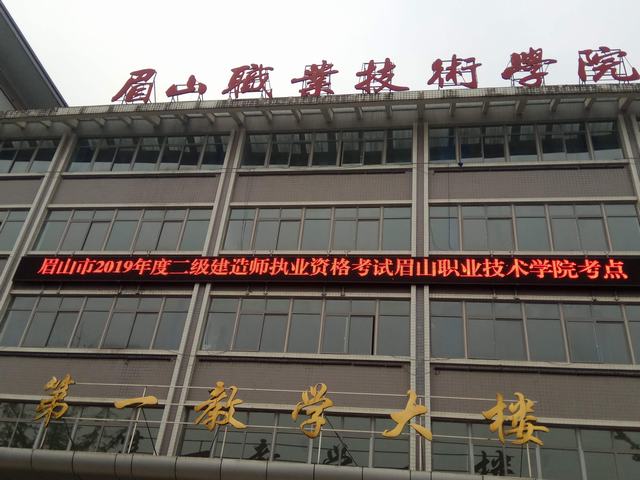 眉山職業技術學院
眉山市2019年度二级建造师执业资格考试眉山职业技术学院考点
第一教学大楼